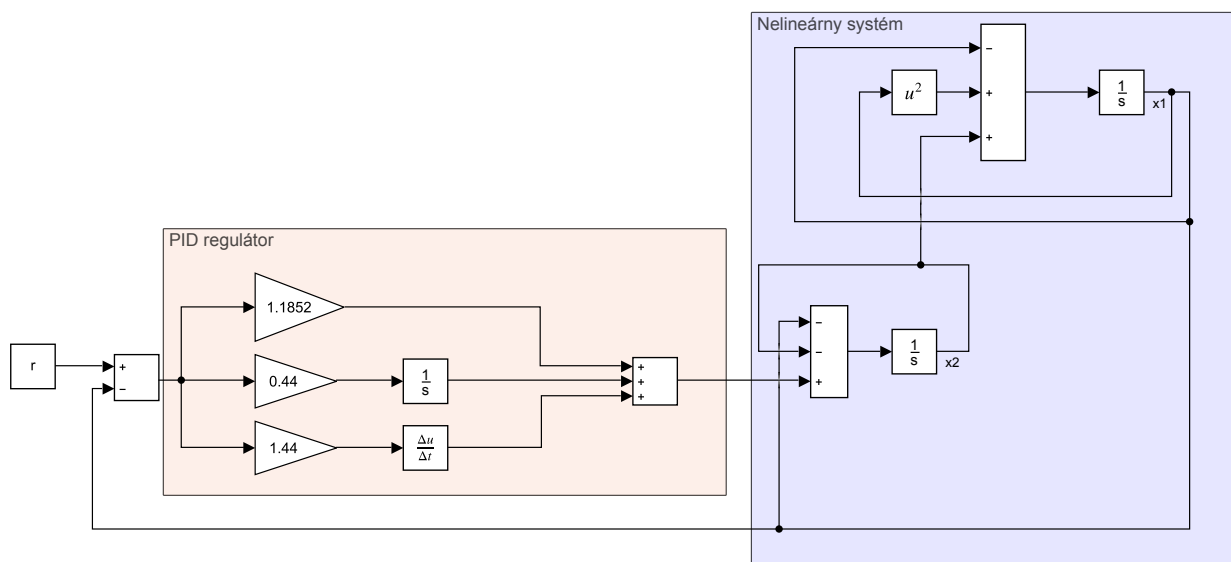 Nelineárny systém
−
u²
+
1
s
x1
+
PID regulátor
1.1852
−
−
1
s
x2
+
r
+
−
0.44
1
s
+
+
+
1.44
Δu
Δt